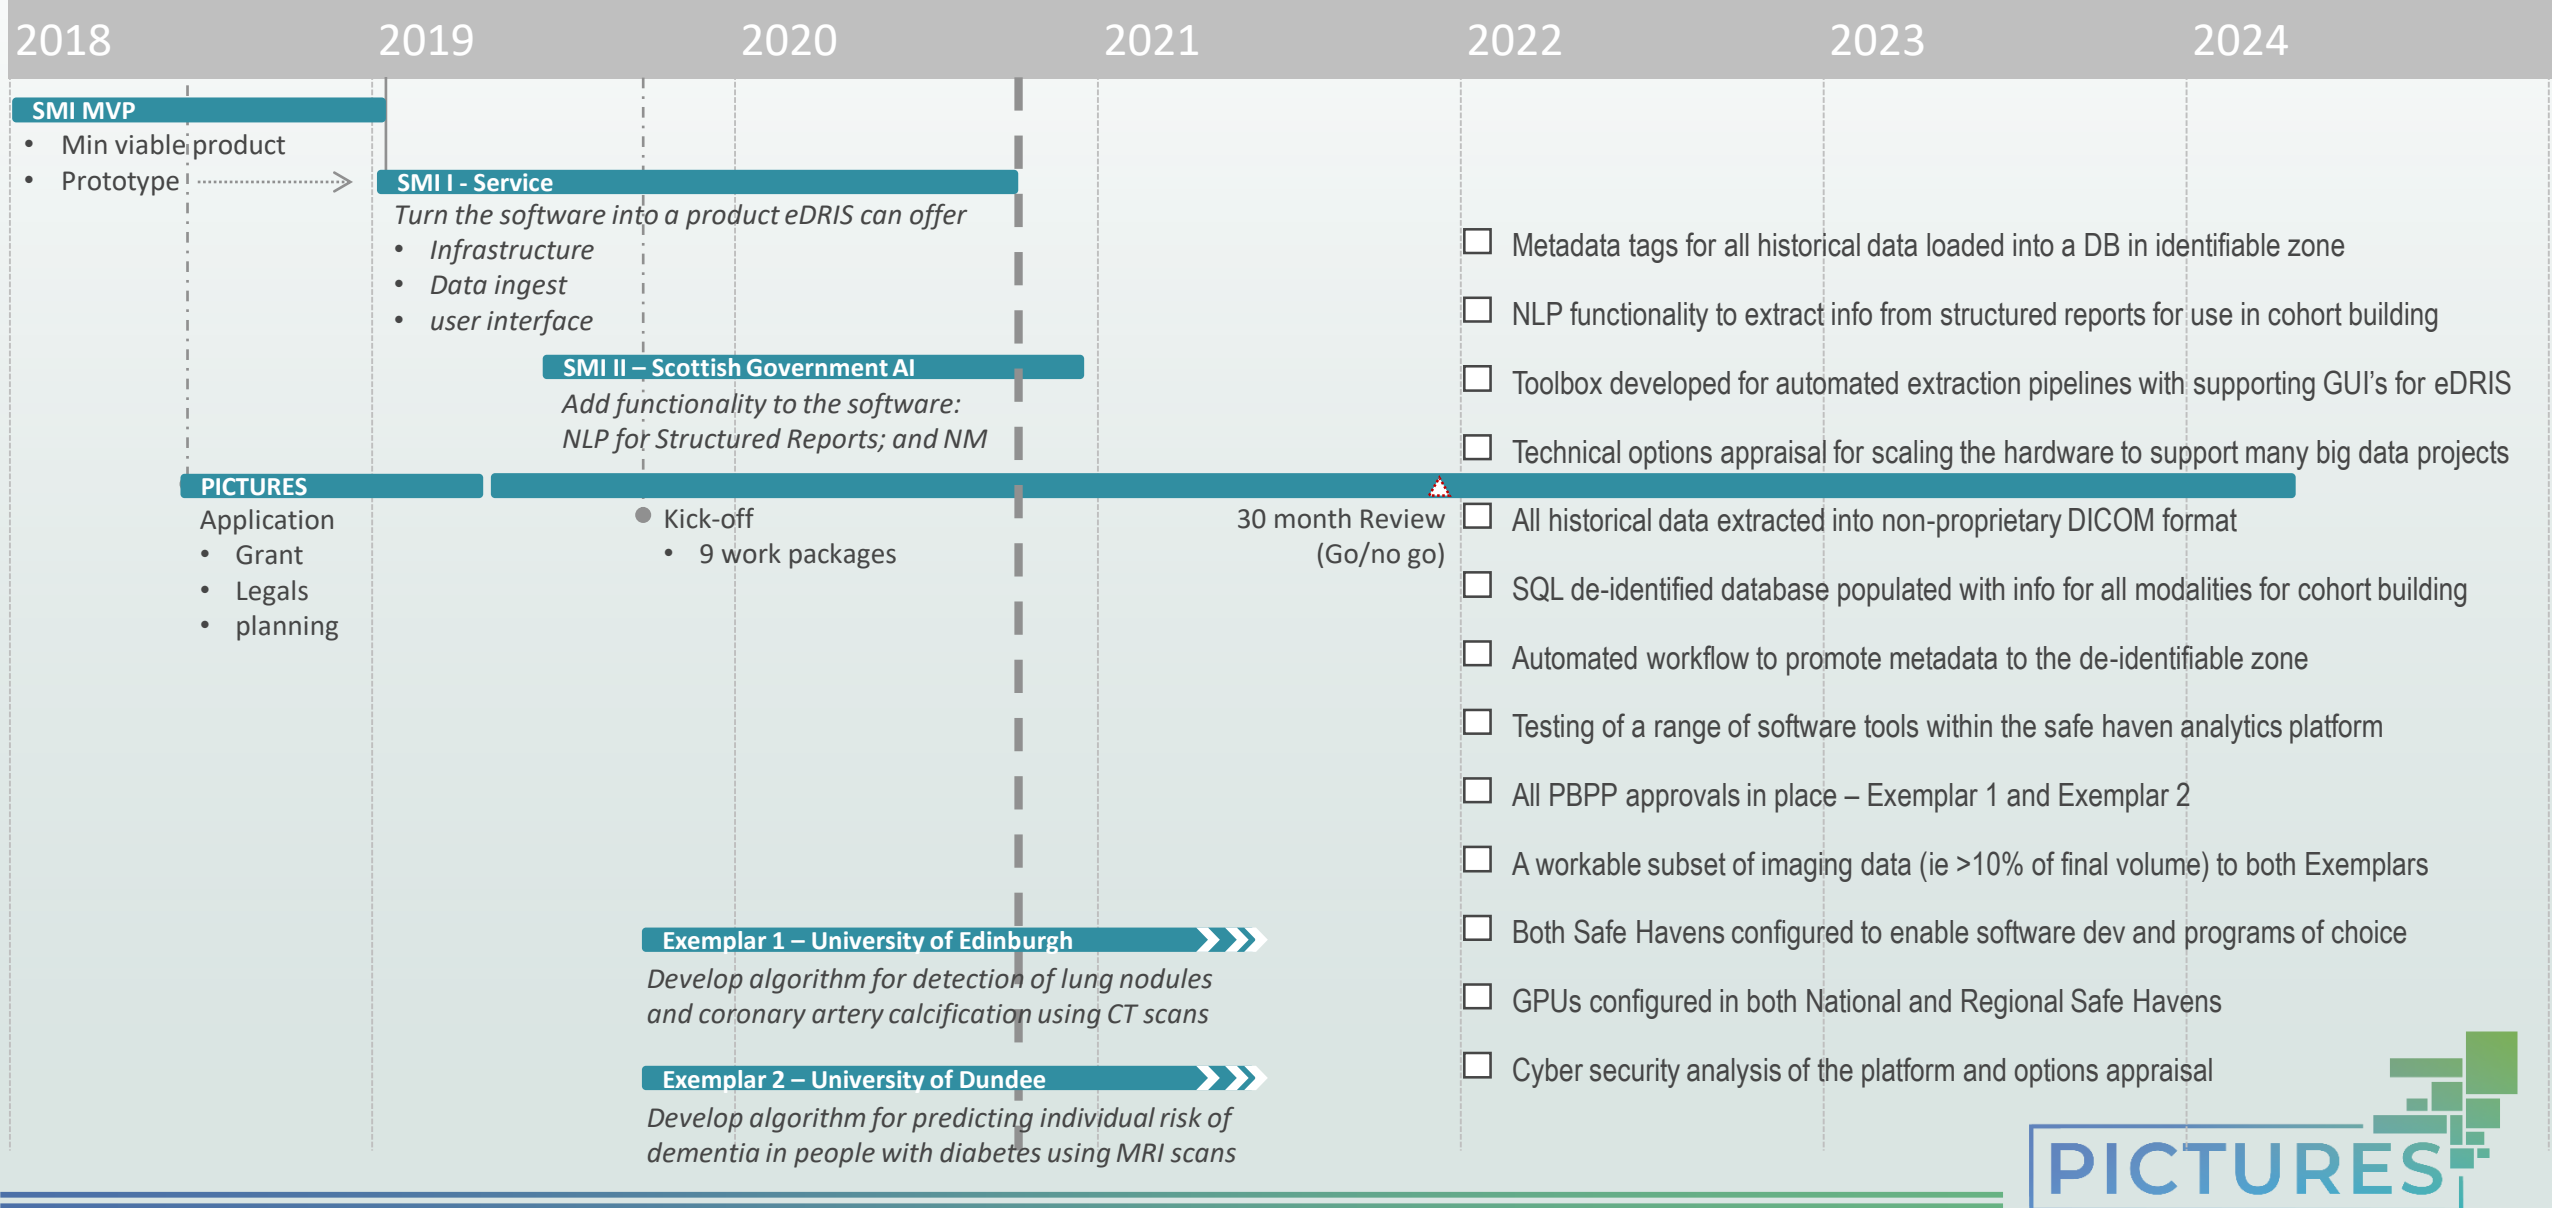 2018 2019 2020 2021 2022 2023 2024
SMI MVP
• Min viable product
• Prototype
SMI I - Service
Turn the software into a product eDRIS can offer
• Infrastructure
• Data ingest
• user interface
SMI II – Scottish Government AI
Add functionality to the software:
NLP for Structured Reports; and NM
PICTURES
Application
• Grant
• Legals
• planning
Kick-off
• 9 work packages
30 month Review
(Go/no go)
Exemplar 1 – University of Edinburgh
Develop algorithm for detection of lung nodules
and coronary artery calcification using CT scans
Exemplar 2 – University of Dundee
Develop algorithm for predicting individual risk of
dementia in people with diabetes using MRI scans
Metadata tags for all historical data loaded into a DB in identifiable zone
NLP functionality to extract info from structured reports for use in cohort building
Toolbox developed for automated extraction pipelines with supporting GUI's for eDRIS
Technical options appraisal for scaling the hardware to support many big data projects
All historical data extracted into non-proprietary DICOM format
SQL de-identified database populated with info for all modalities for cohort building
Automated workflow to promote metadata to the de-identifiable zone
Testing of a range of software tools within the safe haven analytics platform
All PBPP approvals in place – Exemplar 1 and Exemplar 2
A workable subset of imaging data (ie >10% of final volume) to both Exemplars
Both Safe Havens configured to enable software dev and programs of choice
GPUs configured in both National and Regional Safe Havens
Cyber security analysis of the platform and options appraisal
PICTURES